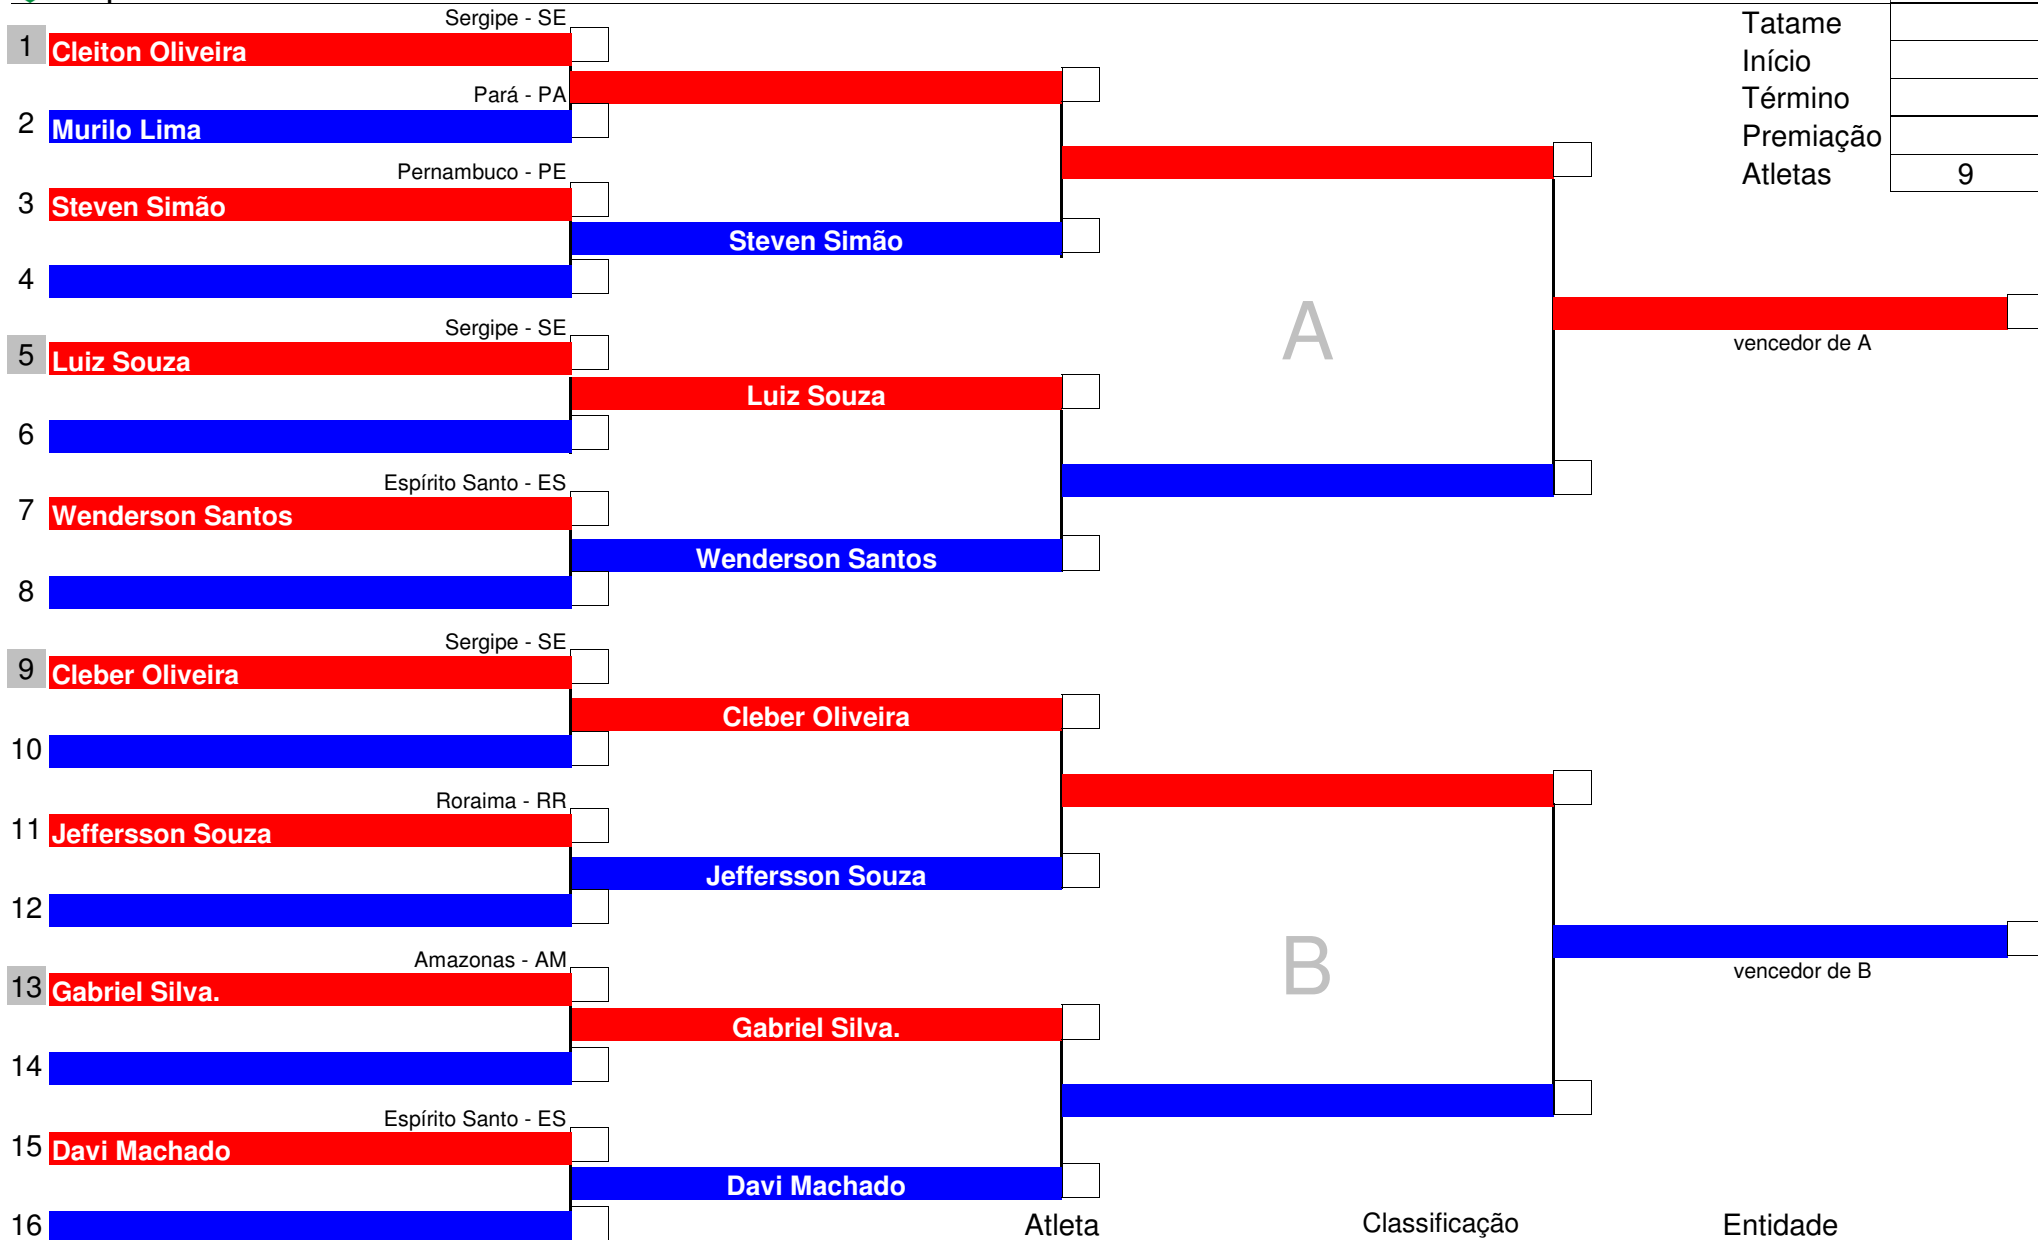 Sergipe - SE
Tatame
1 Cleiton Oliveira
Início
Pará - PA
Término
2 Murilo Lima
Premiação
Pernambuco - PE
Atletas 9
3 Steven Simão
Steven Simão
4
Sergipe - SE
A
vencedor de A
5 Luiz Souza
Luiz Souza
6
Espírito Santo - ES
7 Wenderson Santos
Wenderson Santos
8
Sergipe - SE
9 Cleber Oliveira
Cleber Oliveira
10
Roraima - RR
11 Jeffersson Souza
Jeffersson Souza
12
Amazonas - AM
B
vencedor de B
13 Gabriel Silva.
Gabriel Silva.
14
Espírito Santo - ES
15 Davi Machado
Davi Machado
16
Atleta Classificação Entidade